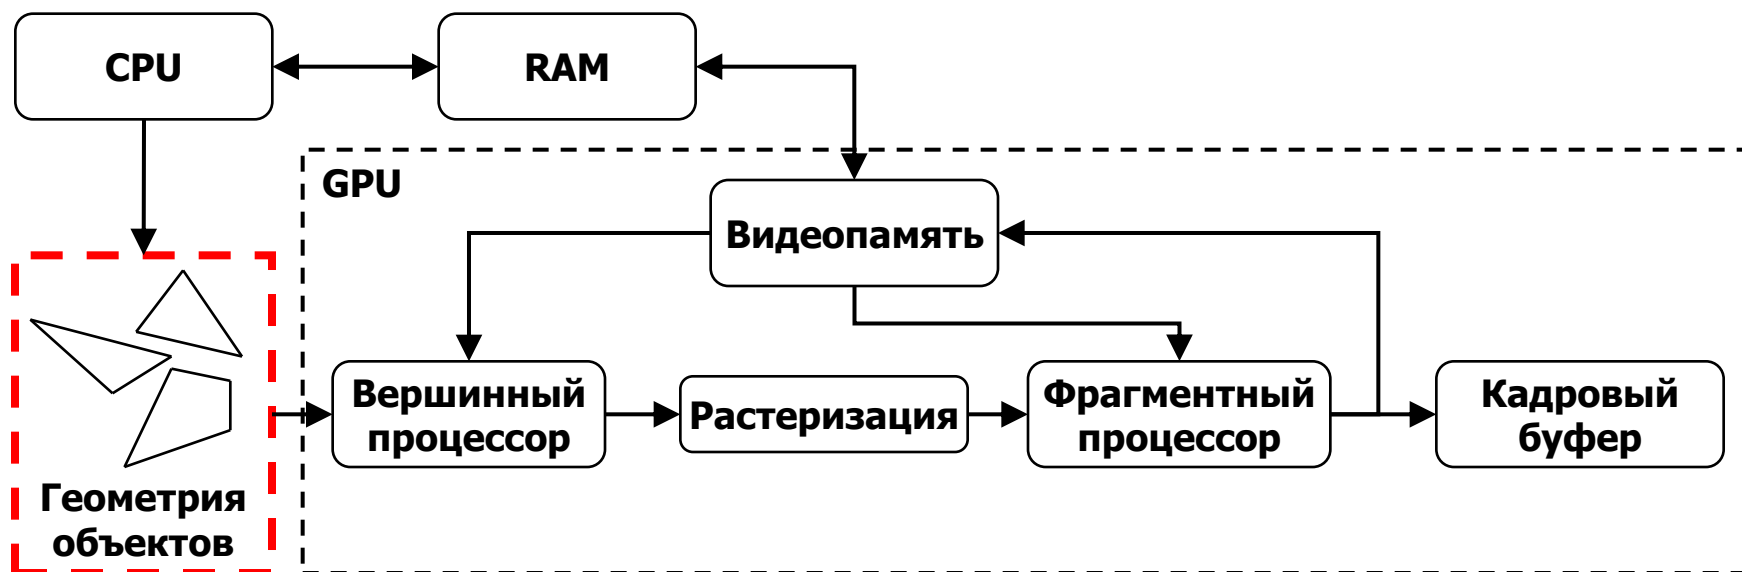 CPU
RAM
GPU
Видеопамять
Вершинный
процессор
Растеризация
Фрагментный
процессор
Кадровый
буфер
Геометрия
объектов